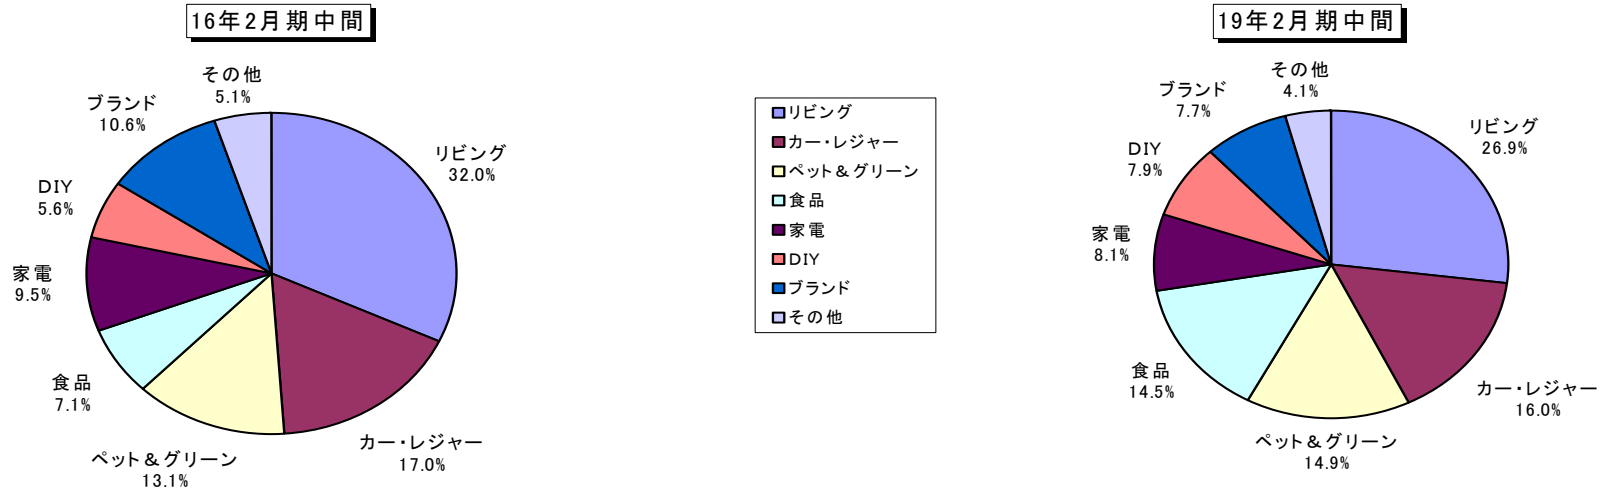 16年2月期中間
その他
5.1%
ブランド
10.6%
リビング
32.0%
DIY
5.6%
家電
9.5%
食品
7.1%
ペット＆グリーン
13.1%
カー・レジャー
17.0%
リビング
カー・レジャー
ペット＆グリーン
食品
家電
DIY
ブランド
その他
19年2月期中間
その他
4.1%
ブランド
7.7%
リビング
26.9%
DIY
7.9%
家電
8.1%
食品
14.5%
カー・レジャー
16.0%
ペット＆グリーン
14.9%